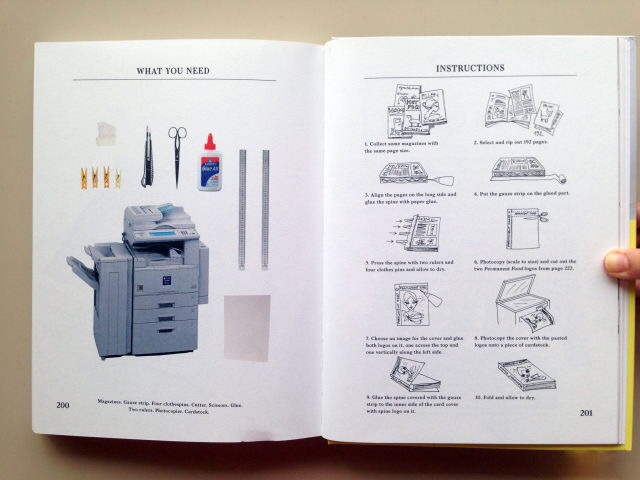 WHAT YOU NEED
Glue All
200
Magazines. Gauze strip. Four clothespins. Cutter. Scissors. Glue.
Two rulers. Photocopier. Cardstock.
INSTRUCTIONS
1. Collect some magazines with
the same page size.
192
2. Select and rip out 192 pages.
3. Align the pages on the long side and
glue the spine with paper glue.
4. Put the gauze strip on the glued part.
5. Press the spine with two rulers and
four clothes pins and allow to dry.
6. Photocopy (scale to size) and cut out the
two Permanent Food logos from page 222.
7. Choose an image for the cover and glue
both logos on it, one across the top and
one vertically along the left side.
8. Photocopy the cover with the pasted
logos onto a piece of cardstock.
9. Glue the spine covered with the gauze
strip to the inner side of the card cover
with spine logo on it.
10. Fold and allow to dry.
201